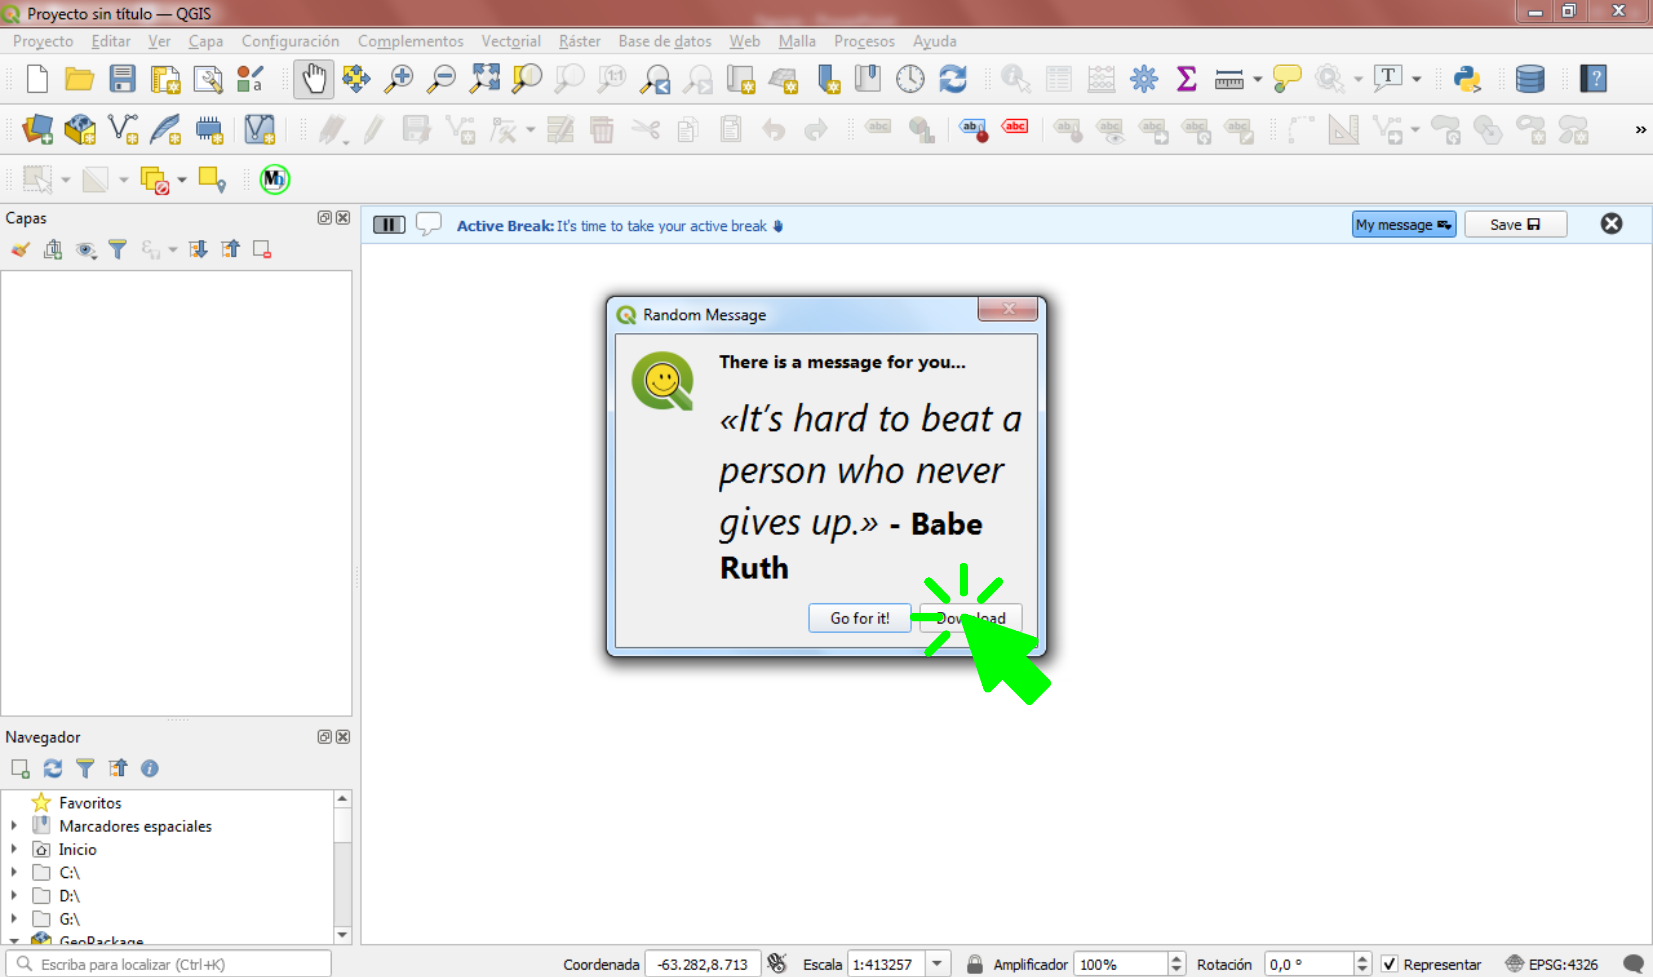 Proyecto sin título — QGIS
Proyecto Editar Ver Capa Configuración Complementos Vectorial Ráster Base de datos Web Malla Procesos Ayuda
Capas
Active Break: It's time to take your active break
My message
Save
Random Message
There is a message for you...
«It's hard to beat a
person who never
gives up.» - Babe
Ruth
Go for it!
Download
Navegador
Favoritos
Marcadores espaciales
Inicio
C:\
D:\
G:\
GeoPackage
Escriba para localizar (Ctrl+K)
Coordenada -63.282,8.713 Escala 1:413257 Amplificador 100% Rotación 0,0 ° Representar EPSG:4326